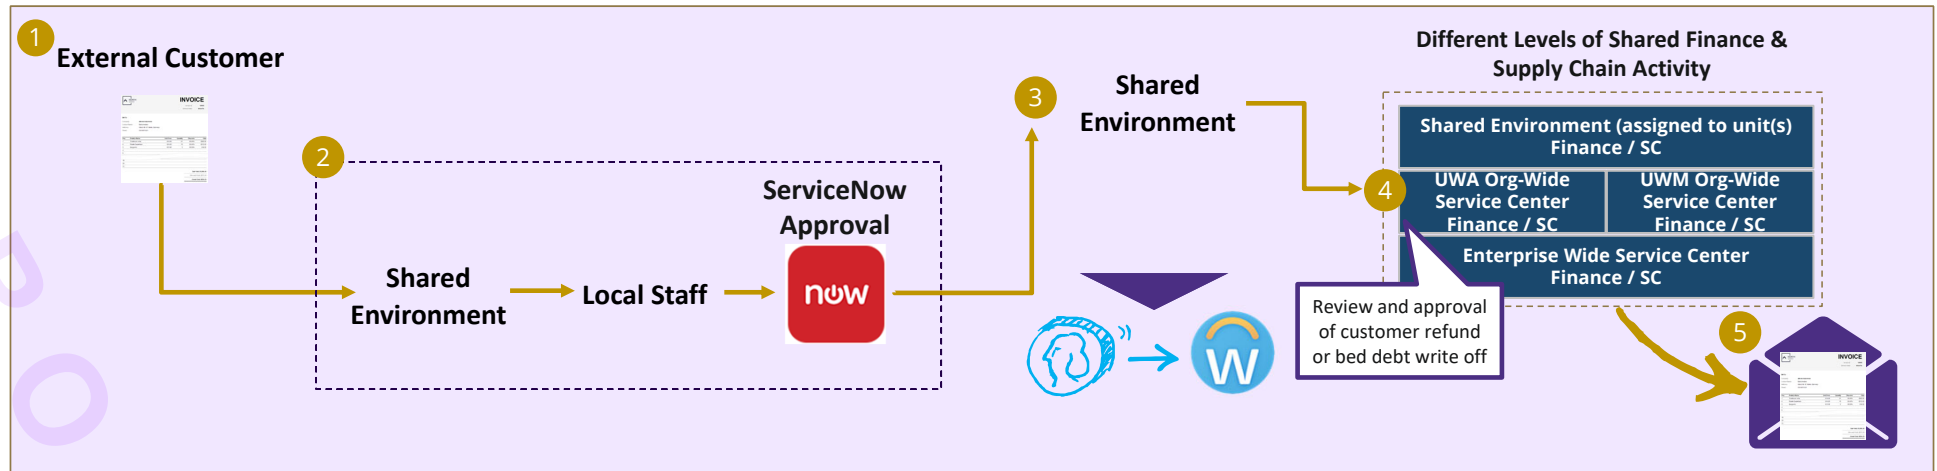 1
External Customer
INVOICE
2
Shared
Environment
Local Staff
ServiceNow
Approval
now
3
Shared
Environment
W
Different Levels of Shared Finance &
Supply Chain Activity
Shared Environment (assigned to unit(s)
Finance / SC
4
UWA Org-Wide
Service Center
Finance / SC
UWM Org-Wide
Service Center
Finance / SC
Enterprise Wide Service Center
Finance / SC
Review and approval
of customer refund
or bed debt write off
5
INVOICE